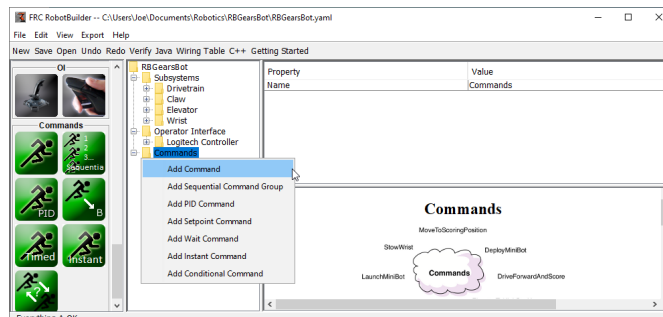 FRC RobotBuilder -- C:\Users\Joe\Documents\Robotics\RBGearsBot\RBGearsBot.yaml
File Edit View Export Help
New Save Open Undo Redo Verify Java Wiring Table C++ Getting Started
OI
Commands
1
2
3...
Sequentia
PID
B
Timed
Instant
RBGearsBot
Subsystems
Drivetrain
Claw
Elevator
Wrist
Operator Interface
Logitech Controller
Commands
Add Command
Add Sequential Command Group
Add PID Command
Add Setpoint Command
Add Wait Command
Add Instant Command
Add Conditional Command
Property Value
Name Commands
Commands
MoveToScoringPosition
StowWrist
DeployMiniBot
LaunchMiniBot
Commands
DriveForwardAndScore